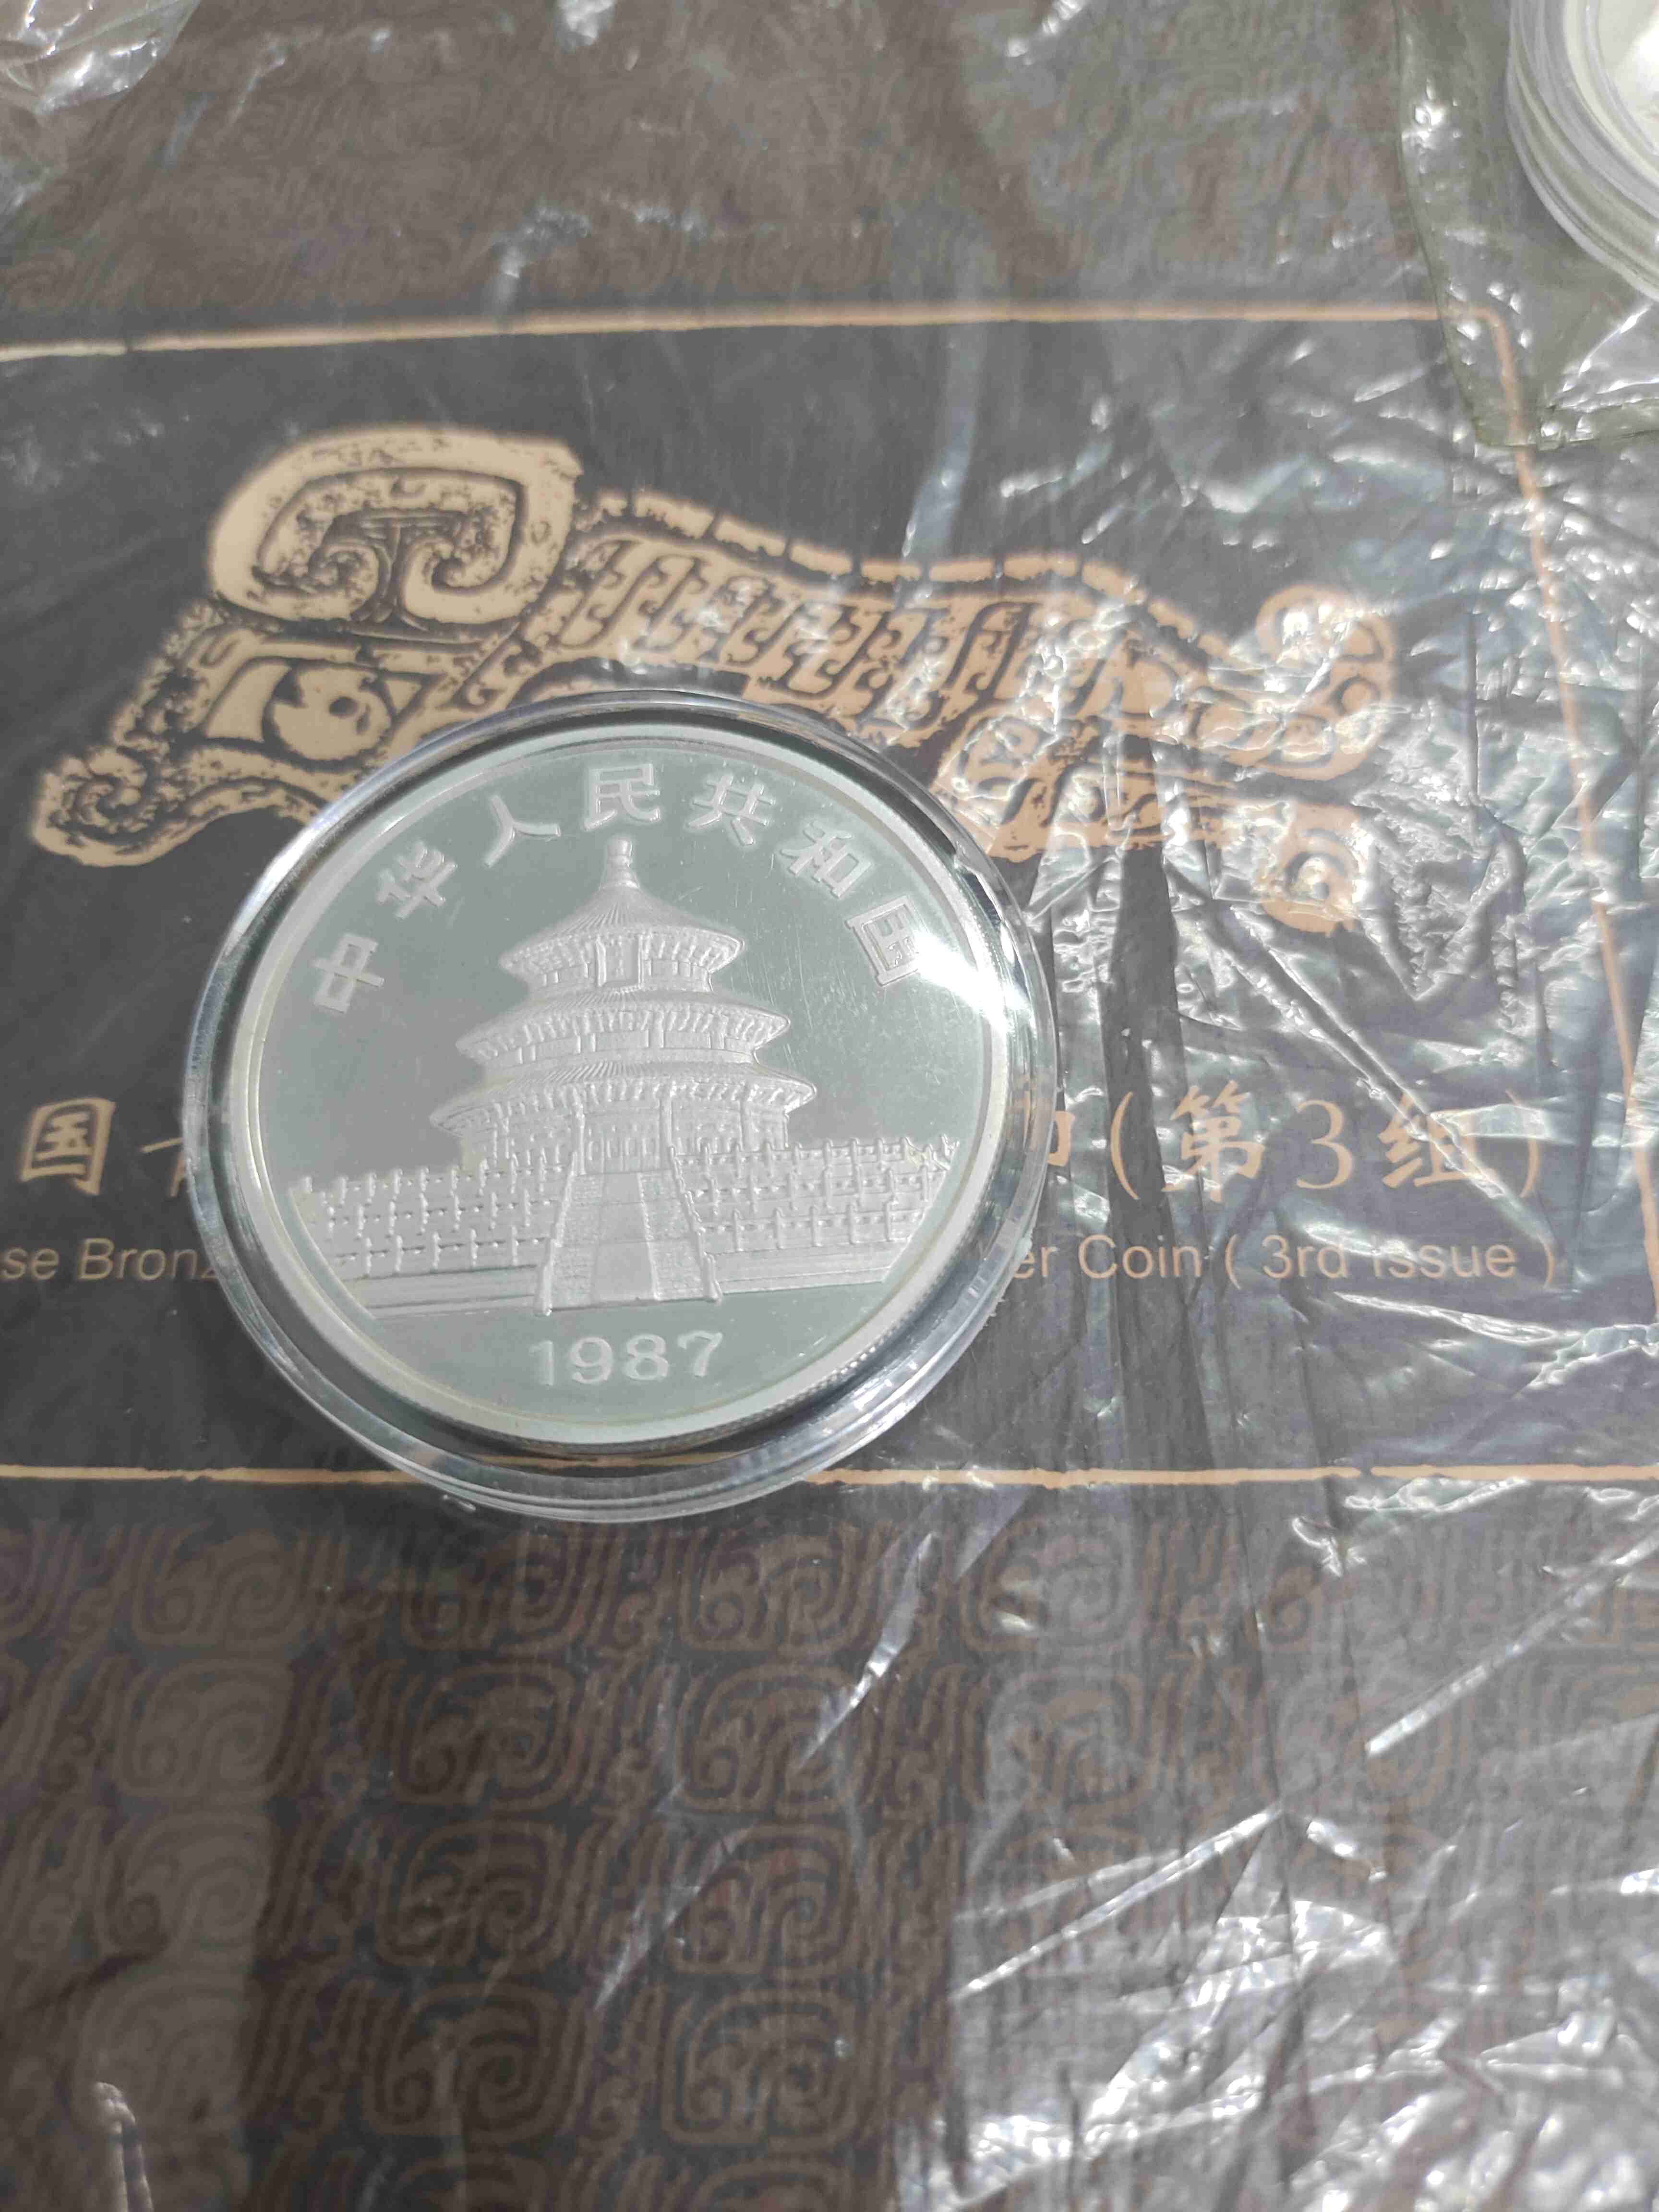 中华人民共和国
1987
国
(第3组)
se Bronz
er Coin ( 3rd issue )